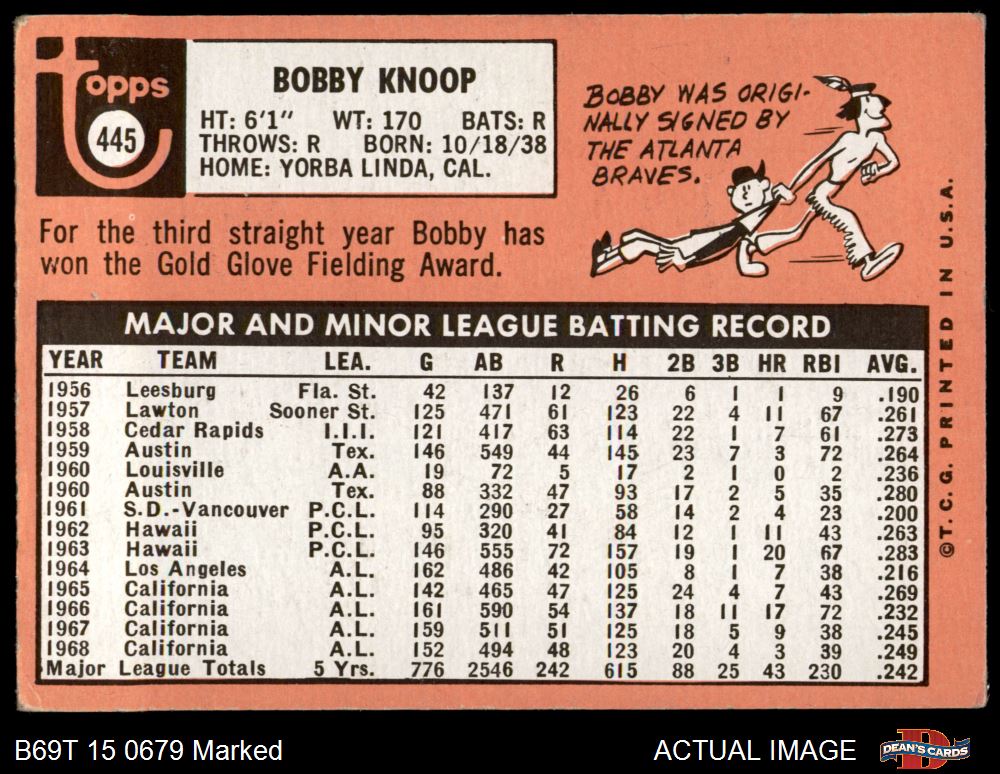 topps
445
BOBBY KNOOP
HT: 6'1" WT: 170 BATS: R
THROWS: R BORN: 10/18/38
HOME: YORBA LINDA, CAL.
BOBBY WAS ORIGI-
NALLY SIGNED BY
THE ATLANTA
BRAVES.
For the third straight year Bobby has
won the Gold Glove Fielding Award.
MAJOR AND MINOR LEAGUE BATTING RECORD
YEAR TEAM LEA. G AB R H 2B 3B HR RBI AVG.
1956 Leesburg Fla. St. 42 137 12 26 6 1 1 9 .190
1957 Lawton Sooner St. 125 471 61 123 22 4 11 67 .261
1958 Cedar Rapids I.I.I. 121 417 63 114 22 1 7 61 .273
1959 Austin Tex. 146 549 44 145 23 7 3 72 .264
1960 Louisville A.A. 19 72 5 17 2 1 0 2 .236
1960 Austin Tex. 88 332 47 93 17 2 5 35 .280
1961 S.D.-Vancouver P.C.L. 114 290 27 58 14 2 4 23 .200
1962 Hawaii P.C.L. 95 320 41 84 12 1 11 43 .263
1963 Hawaii P.C.L. 146 555 72 157 19 1 20 67 .283
1964 Los Angeles A.L. 162 486 42 105 8 1 7 38 .216
1965 California A.L. 142 465 47 125 24 4 7 43 .269
1966 California A.L. 161 590 54 137 18 11 17 72 .232
1967 California A.L. 159 511 51 125 18 5 9 38 .245
1968 California A.L. 152 494 48 123 20 4 3 39 .249
Major League Totals 5 Yrs. 776 2546 242 615 88 25 43 230 .242
©T.C.G. PRINTED IN U.S.A.
B69T 15 0679 Marked
ACTUAL IMAGE
DEAN'S CARDS